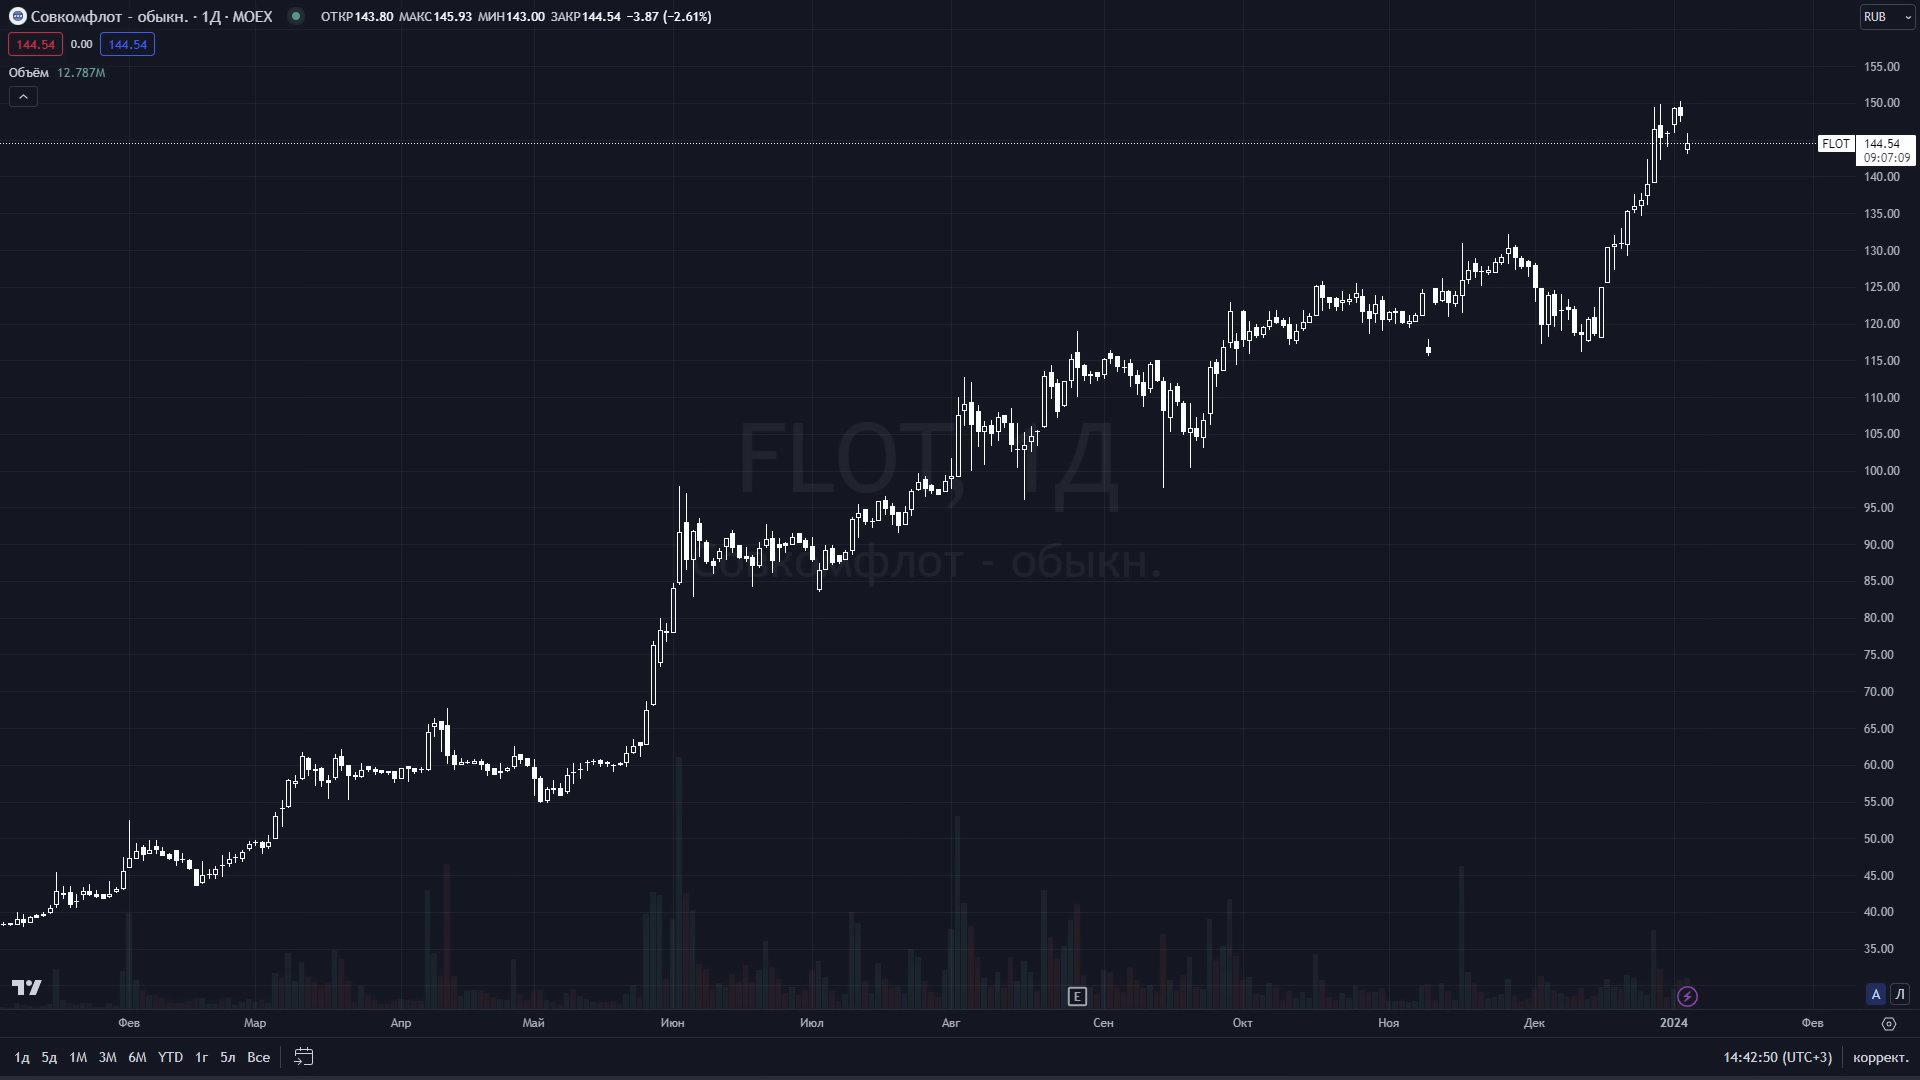 Совкомфлот - обыкн. · 1Д · MOEX ОТКР143.80 МАКС145.93 МИН143.00 ЗАКР144.54 −3.87 (−2.61%)
RUB
144.54 0.00 144.54
Объём 12.787M
155.00
150.00
FLOT 144.54
09:07:09
140.00
135.00
130.00
125.00
120.00
115.00
110.00
105.00
100.00
95.00
90.00
85.00
80.00
75.00
70.00
65.00
60.00
55.00
50.00
45.00
40.00
35.00
FLOT, 1Д
Совкомфлот - обыкн.
E
А Л
Фев Мар Апр Май Июн Июл Авг Сен Окт Ноя Дек 2024 Фев
1д 5д 1М 3М 6М YTD 1г 5л Все
14:42:50 (UTC+3) коррект.